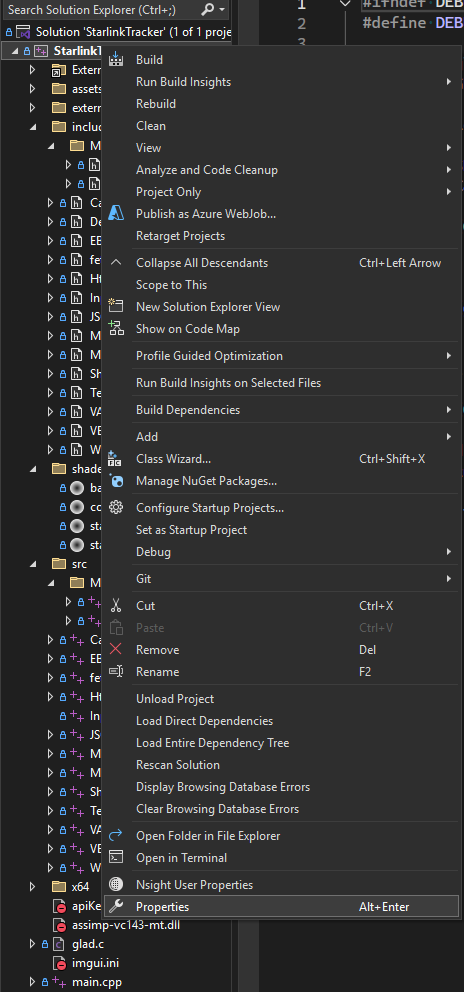 Search Solution Explorer (Ctrl+;)
Solution 'StarlinkTracker' (1 of 1 proje
StarlinkT
Extern
assets
extern
includ
M
h
h
h Ca
h De
h EB
h fe
h Ht
h In
h JS
h M
h M
h Sh
h Te
h VA
h VB
h W
shade
ba
co
sta
sta
src
M
Ca
EB
fe
Ht
In
JS
M
M
Sh
Te
VA
VB
W
x64
apiKe
assimp-vc143-mt.dll
glad.c
imgui.ini
main.cpp
1 #ifndef DEB
2 #define DEB
3
Build
Run Build Insights
Rebuild
Clean
View
Analyze and Code Cleanup
Project Only
Publish as Azure WebJob...
Retarget Projects
Collapse All Descendants Ctrl+Left Arrow
Scope to This
New Solution Explorer View
Show on Code Map
Profile Guided Optimization
Run Build Insights on Selected Files
Build Dependencies
Add
Class Wizard... Ctrl+Shift+X
Manage NuGet Packages...
Configure Startup Projects...
Set as Startup Project
Debug
Git
Cut Ctrl+X
Paste Ctrl+V
Remove Del
Rename F2
Unload Project
Load Direct Dependencies
Load Entire Dependency Tree
Rescan Solution
Display Browsing Database Errors
Clear Browsing Database Errors
Open Folder in File Explorer
Open in Terminal
Nsight User Properties
Properties Alt+Enter